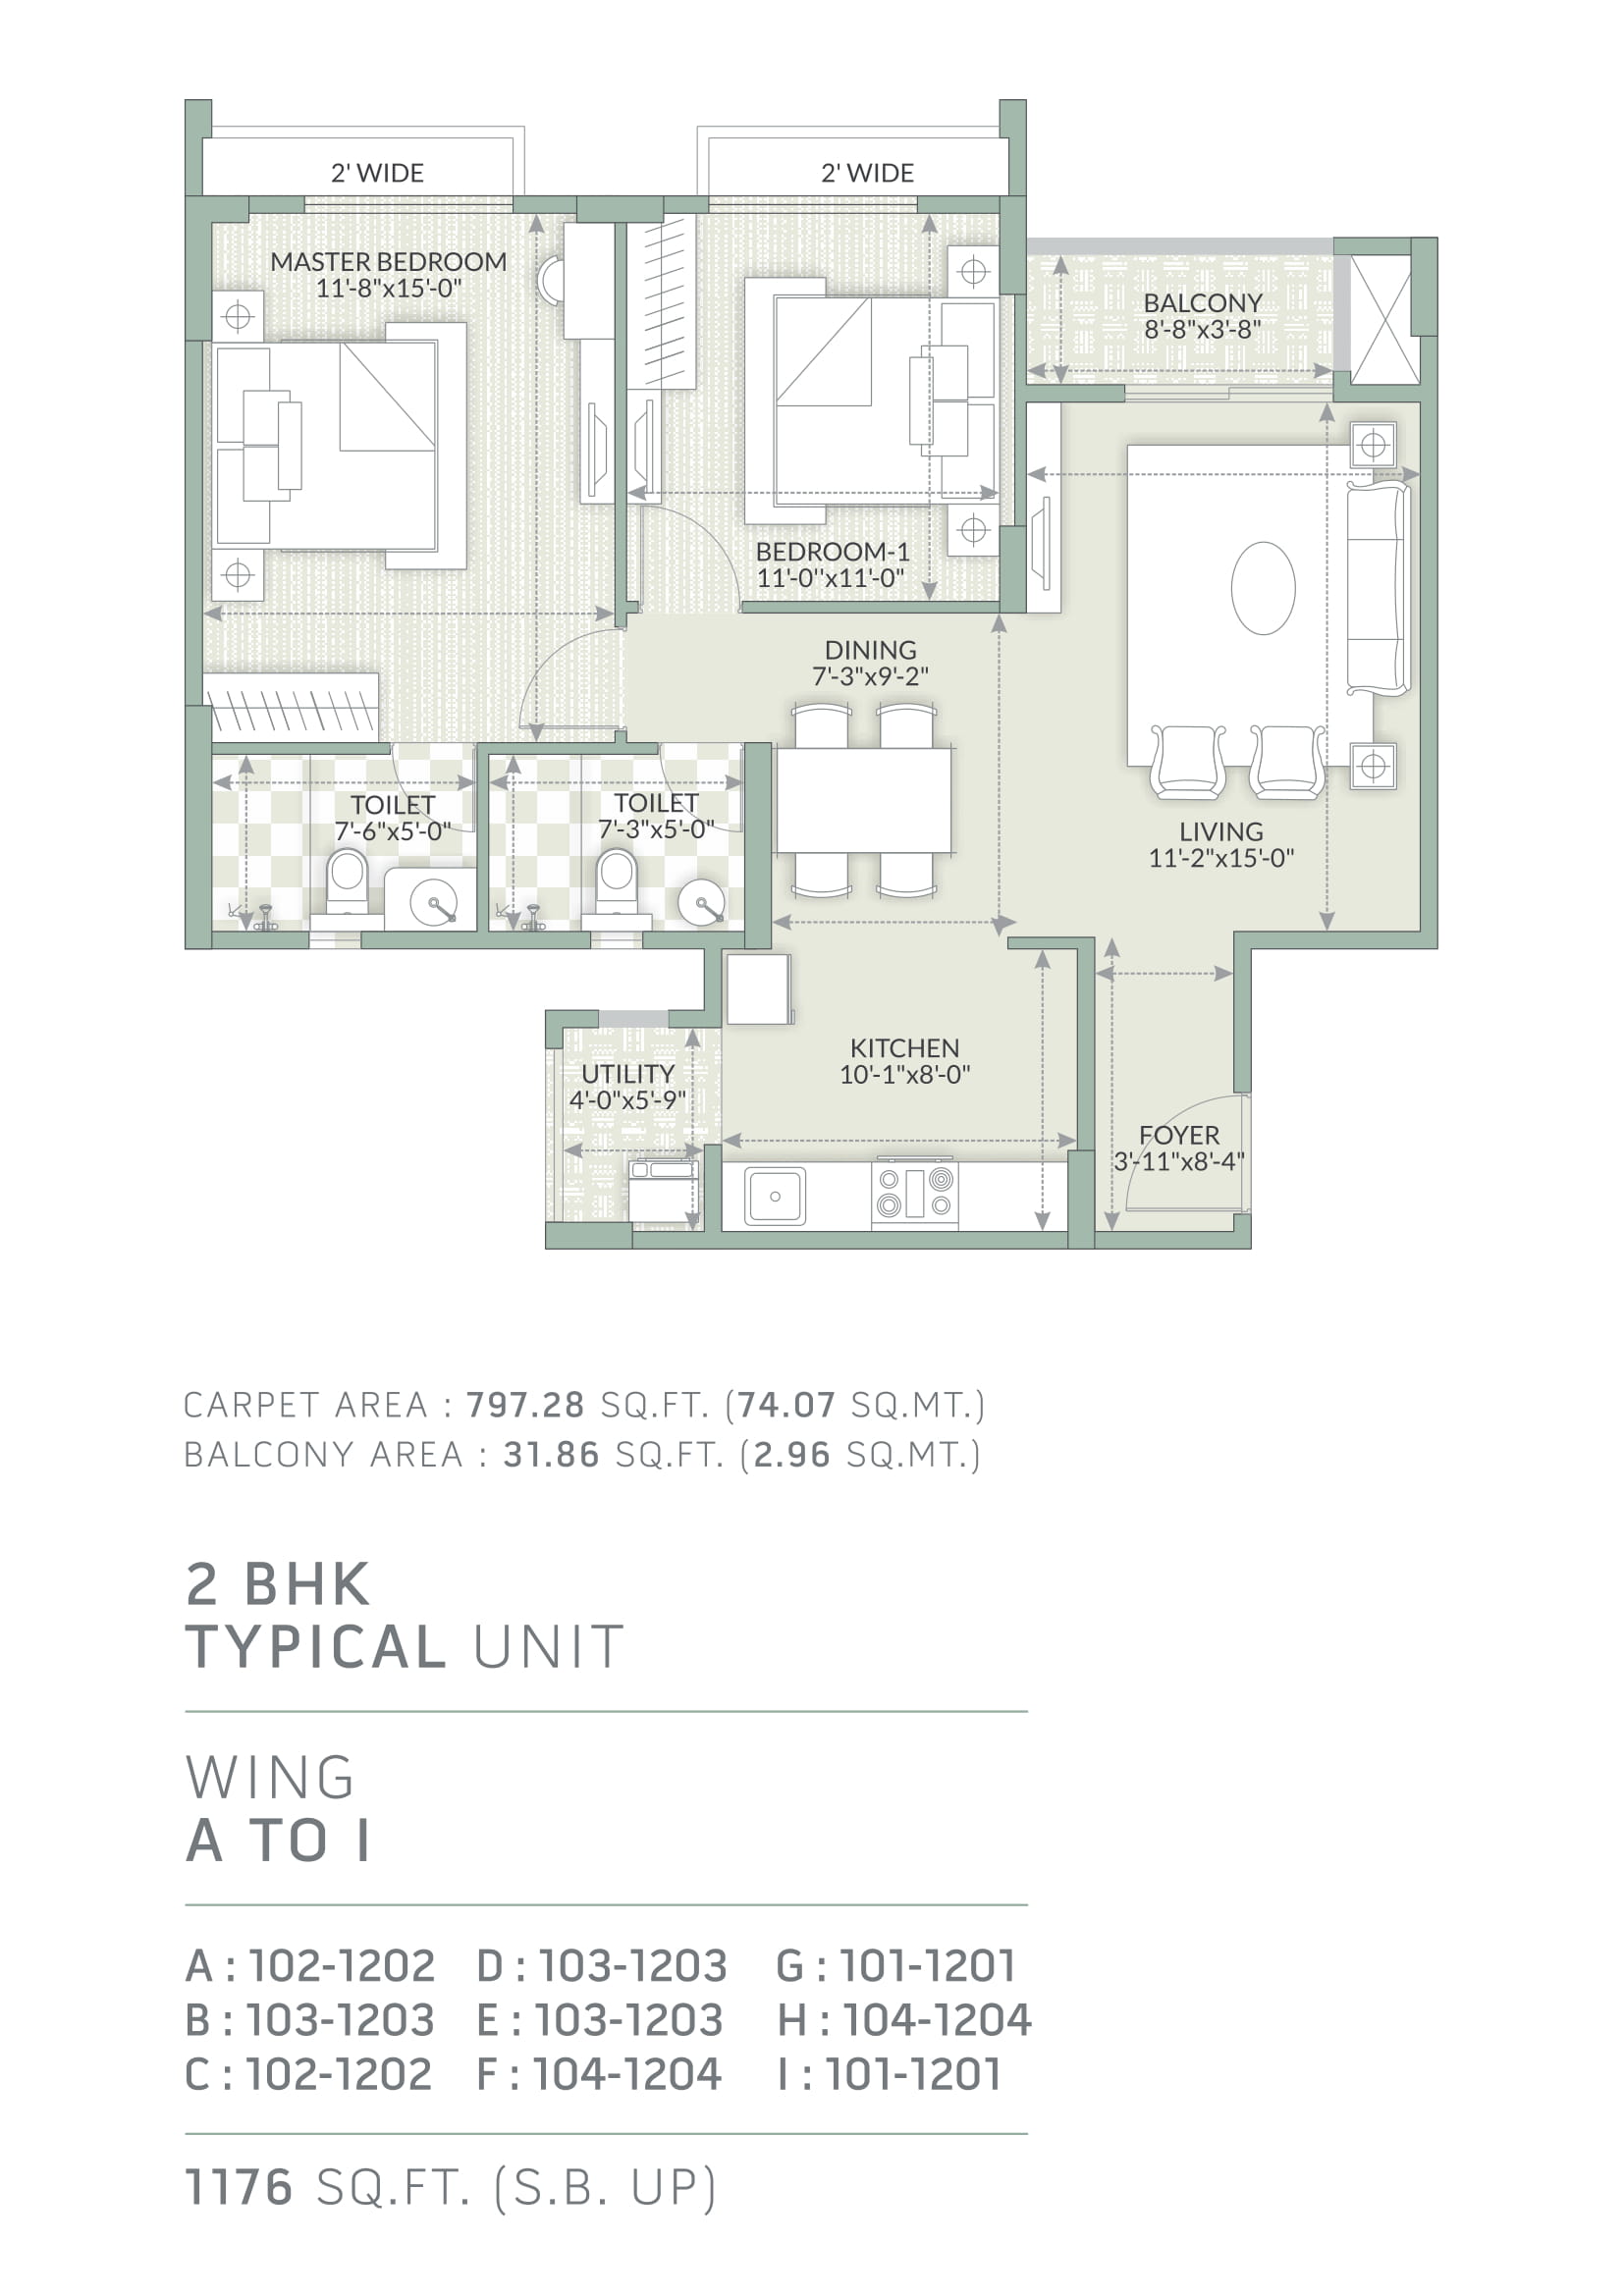 2' WIDE
2' WIDE
MASTER BEDROOM
11'-8"x15'-0"
BALCONY
8'-8"x3'-8"
BEDROOM-1
11'-0''x11'-0"
DINING
7'-3"x9'-2"
TOILET
7'-6"x5'-0"
TOILET
7'-3"x5'-0"
LIVING
11'-2"x15'-0"
KITCHEN
10'-1"x8'-0"
UTILITY
4'-0"x5'-9"
FOYER
3'-11"x8'-4"
CARPET AREA : 797.28 SQ.FT. (74.07 SQ.MT.)
BALCONY AREA : 31.86 SQ.FT. (2.96 SQ.MT.)
2 BHK
TYPICAL UNIT
WING
A TO I
A : 102-1202 D : 103-1203 G : 101-1201
B : 103-1203 E : 103-1203 H : 104-1204
C : 102-1202 F : 104-1204 I : 101-1201
1176 SQ.FT. (S.B. UP)